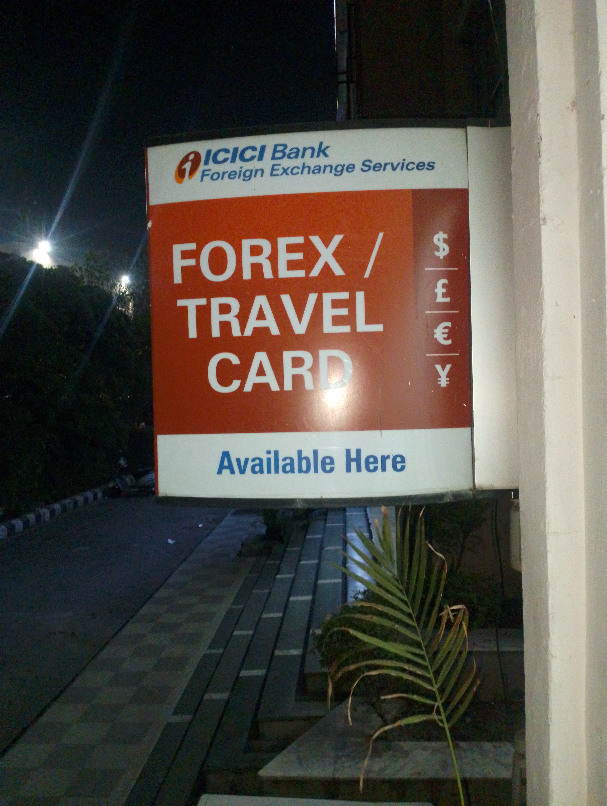 i ICICI Bank
Foreign Exchange Services
FOREX /
TRAVEL
CARD
$
£
€
¥
Available Here